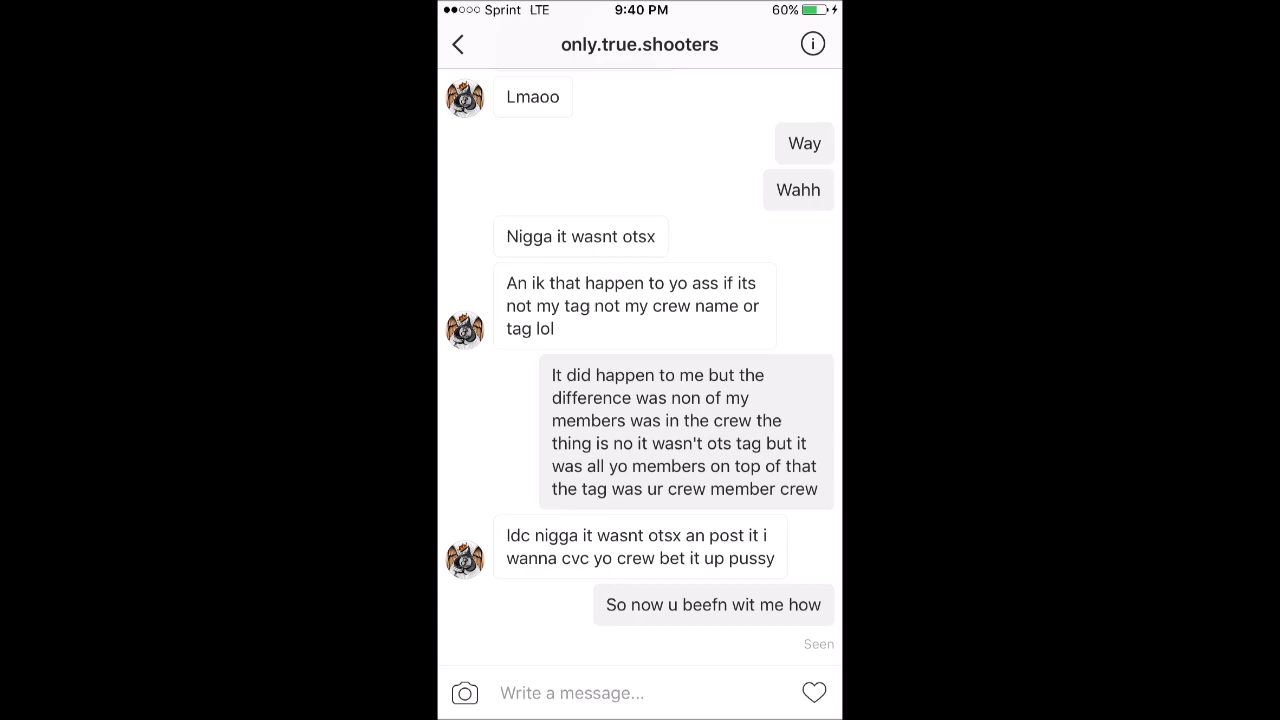 Sprint LTE 9:40 PM 60%
only.true.shooters
Lmaoo
Way
Wahh
Nigga it wasnt otsx
An ik that happen to yo ass if its
not my tag not my crew name or
tag lol
It did happen to me but the
difference was non of my
members was in the crew the
thing is no it wasn't ots tag but it
was all yo members on top of that
the tag was ur crew member crew
Idc nigga it wasnt otsx an post it i
wanna cvc yo crew bet it up pussy
So now u beefn wit me how
Seen
Write a message...